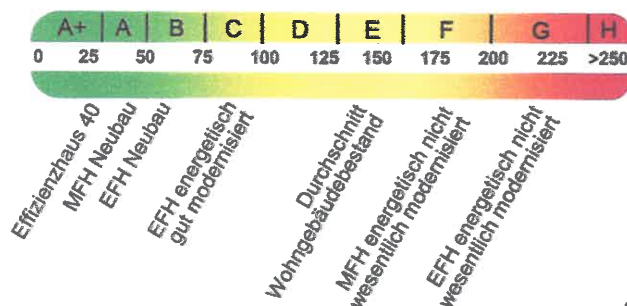 A+ A B C D E F G H
0 25 50 75 100 125 150 175 200 225 >250
Effizienzhaus 40
MFH Neubau
EFH Neubau
EFH energetisch
gut modernisiert
Durchschnitt
Wohngebäudebestand
MFH energetisch nicht
wesentlich modernisiert
EFH energetisch nicht
wesentlich modernisiert